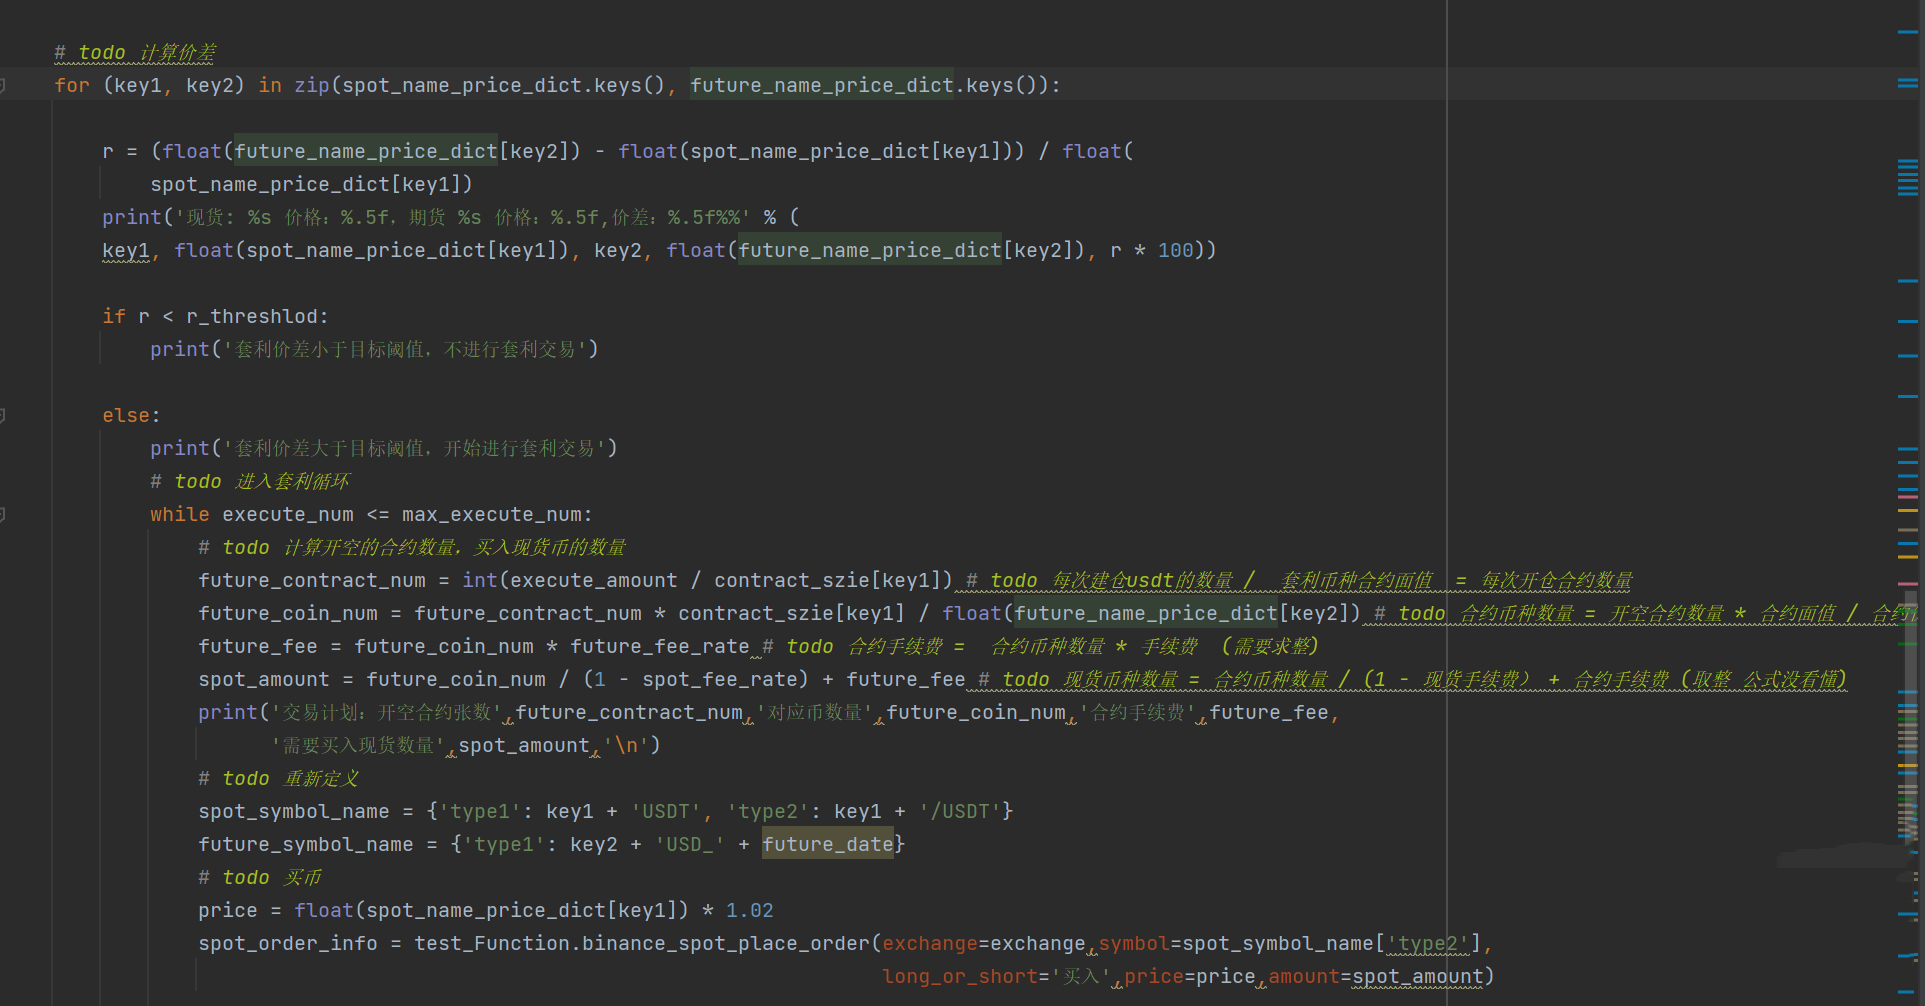 # todo 计算价差
for (key1, key2) in zip(spot_name_price_dict.keys(), future_name_price_dict.keys()):
r = (float(future_name_price_dict[key2]) - float(spot_name_price_dict[key1])) / float(
spot_name_price_dict[key1])
print('现货: %s 价格：%.5f，期货 %s 价格：%.5f,价差：%.5f%%' % (
key1, float(spot_name_price_dict[key1]), key2, float(future_name_price_dict[key2]), r * 100))
if r < r_threshlod:
print('套利价差小于目标阈值，不进行套利交易')
else:
print('套利价差大于目标阈值，开始进行套利交易')
# todo 进入套利循环
while execute_num <= max_execute_num:
# todo 计算开空的合约数量，买入现货币的数量
future_contract_num = int(execute_amount / contract_szie[key1]) # todo 每次建仓usdt的数量 /  套利币种合约面值  = 每次开仓合约数量
future_coin_num = future_contract_num * contract_szie[key1] / float(future_name_price_dict[key2]) # todo 合约币种数量 = 开空合约数量 * 合约面值 / 合约
future_fee = future_coin_num * future_fee_rate # todo 合约手续费 =  合约币种数量 * 手续费 （需要求整）
spot_amount = future_coin_num / (1 - spot_fee_rate) + future_fee # todo 现货币种数量 = 合约币种数量 / (1 - 现货手续费） + 合约手续费（取整 公式没看懂）
print('交易计划：开空合约张数',future_contract_num,'对应币数量',future_coin_num,'合约手续费',future_fee,
'需要买入现货数量',spot_amount,'\n')
# todo 重新定义
spot_symbol_name = {'type1': key1 + 'USDT', 'type2': key1 + '/USDT'}
future_symbol_name = {'type1': key2 + 'USD_' + future_date}
# todo 买币
price = float(spot_name_price_dict[key1]) * 1.02
spot_order_info = test_Function.binance_spot_place_order(exchange=exchange,symbol=spot_symbol_name['type2'],
long_or_short='买入',price=price,amount=spot_amount)